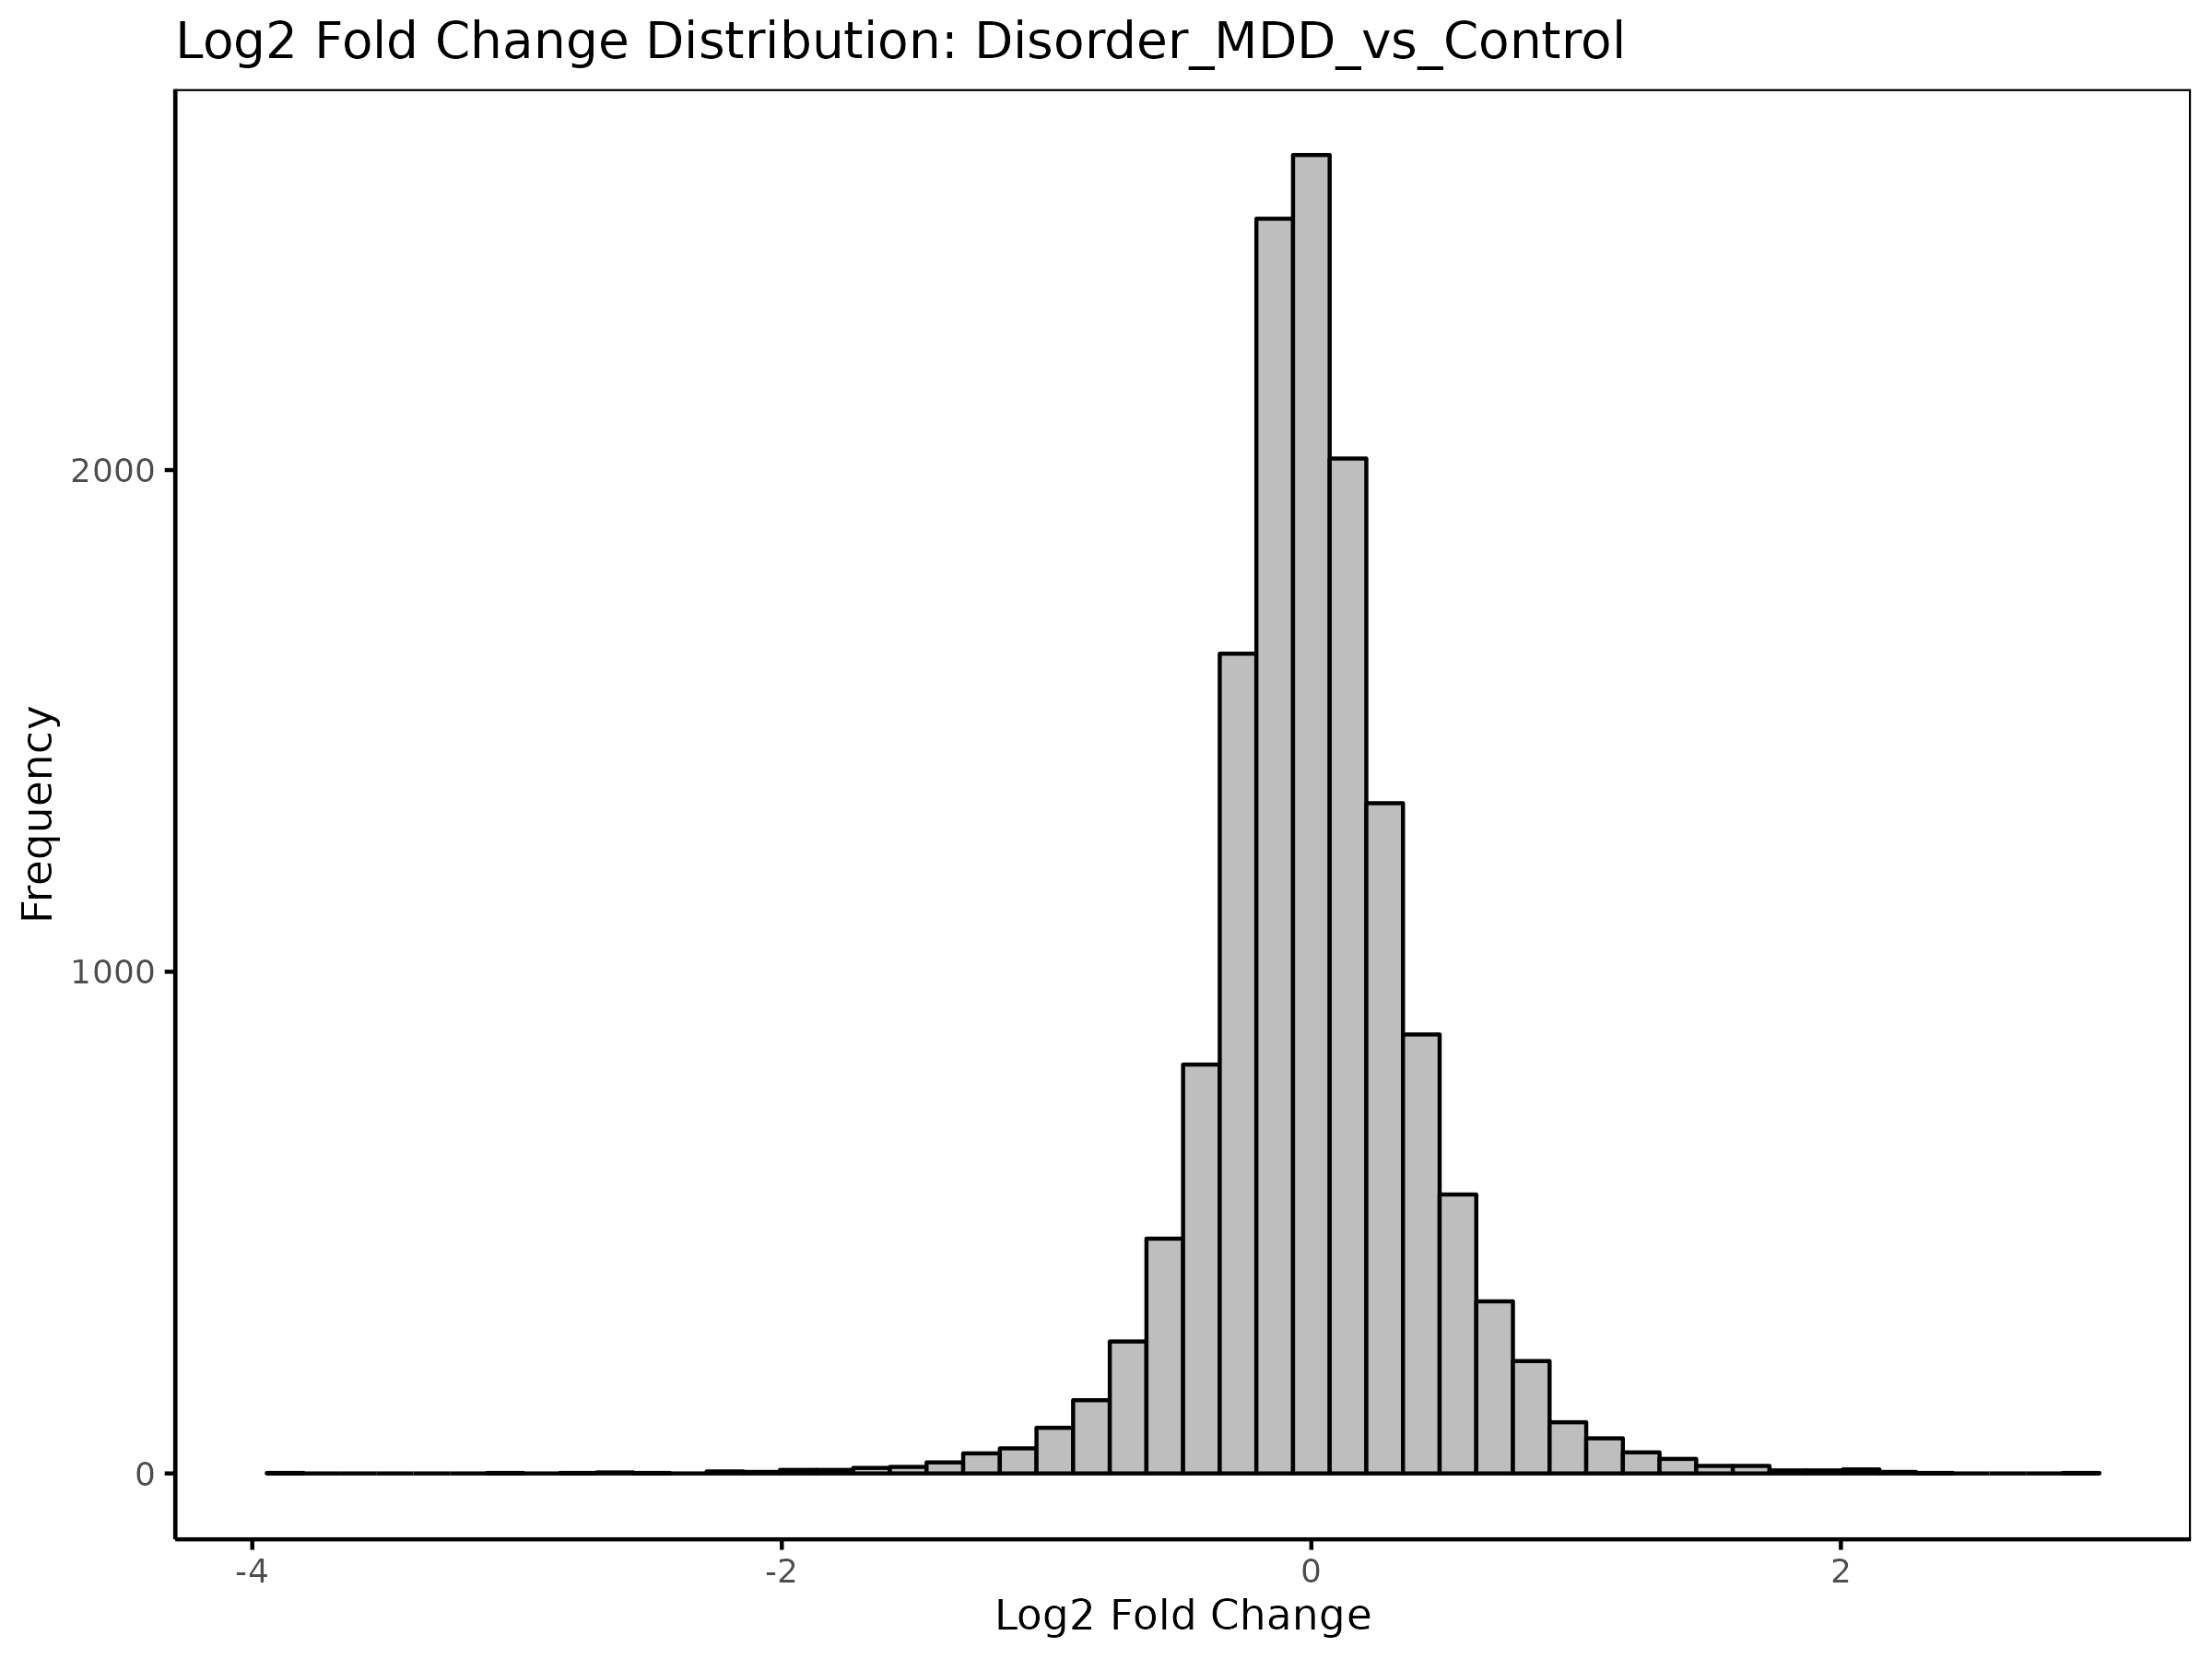 Log2 Fold Change Distribution: Disorder_MDD_vs_Control
Frequency
2000
1000
0
-4
-2
0
2
Log2 Fold Change